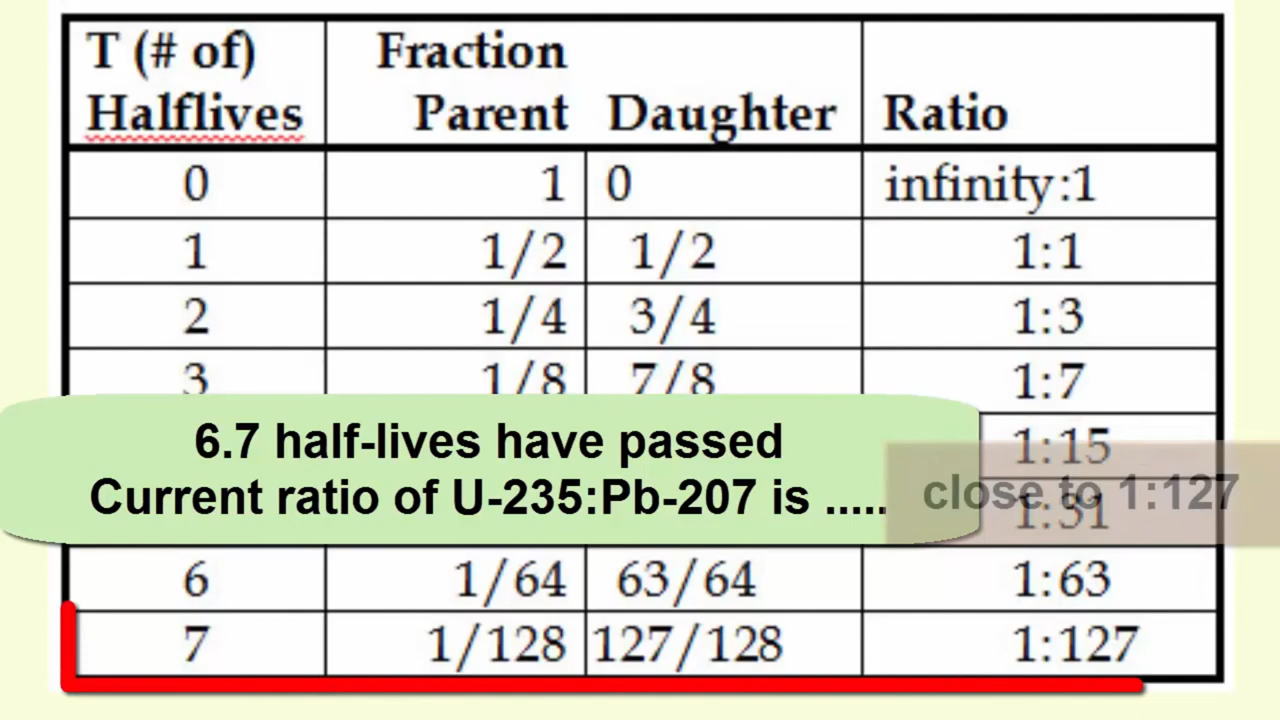 T (# of) Fraction
Halflives Parent Daughter Ratio
0 1 0 infinity:1
1 1/2 1/2 1:1
2 1/4 3/4 1:3
3 1/8 7/8 1:7
6.7 half-lives have passed 1:15
Current ratio of U-235:Pb-207 is ..... close to 1:127
1:31
6 1/64 63/64 1:63
7 1/128 127/128 1:127